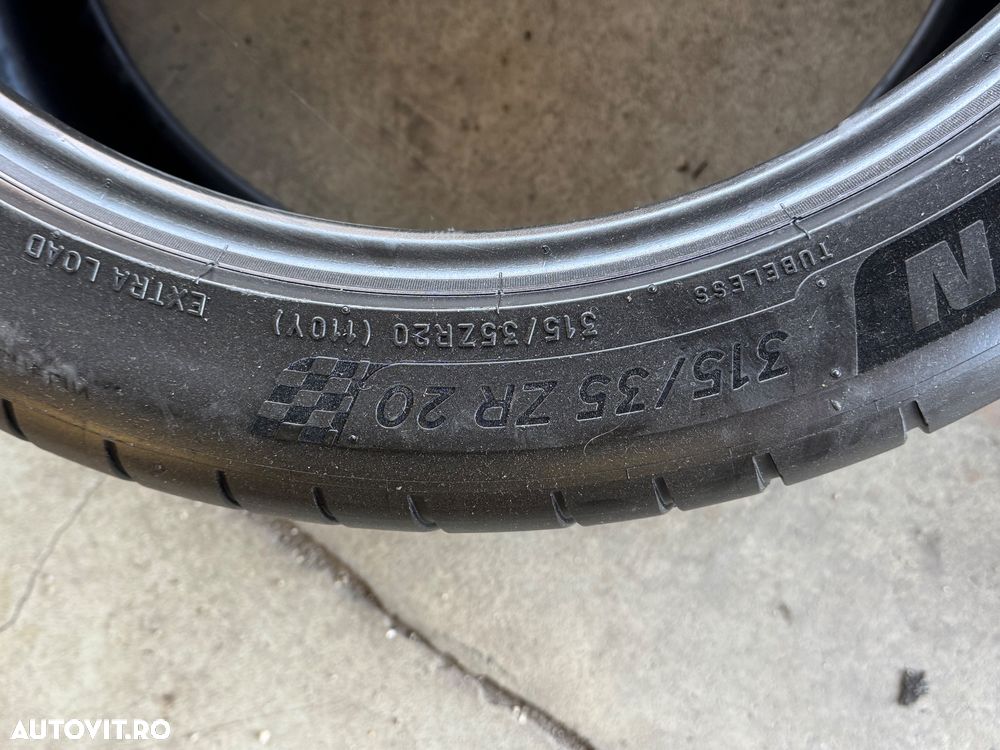 N
315/35 ZR 20
TUBELESS
315/35ZR20 (110Y)
EXTRA LOAD
AUTOVIT.RO